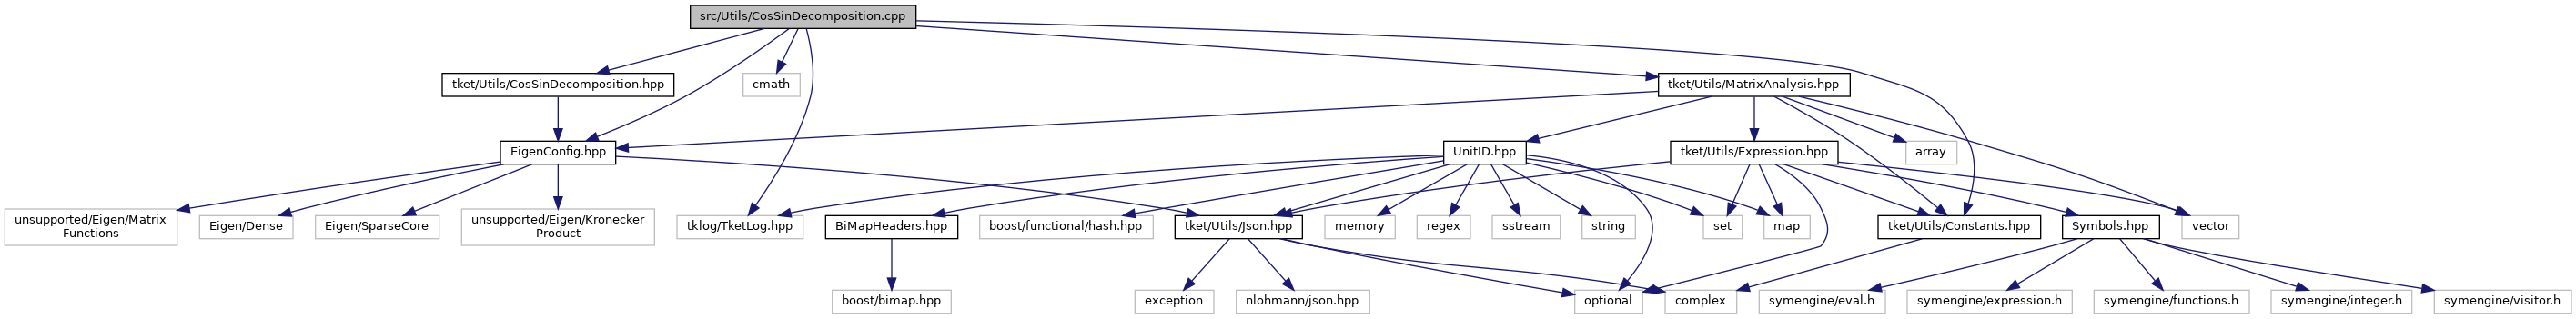 src/Utils/CosSinDecomposition.cpp
tket/Utils/CosSinDecomposition.hpp
cmath
tket/Utils/MatrixAnalysis.hpp
EigenConfig.hpp
UnitID.hpp
tket/Utils/Expression.hpp
array
unsupported/Eigen/Matrix
Functions
Eigen/Dense
Eigen/SparseCore
unsupported/Eigen/Kronecker
Product
tklog/TketLog.hpp
BiMapHeaders.hpp
boost/functional/hash.hpp
tket/Utils/Json.hpp
memory
regex
sstream
string
set
map
tket/Utils/Constants.hpp
Symbols.hpp
vector
boost/bimap.hpp
exception
nlohmann/json.hpp
optional
complex
symengine/eval.h
symengine/expression.h
symengine/functions.h
symengine/integer.h
symengine/visitor.h